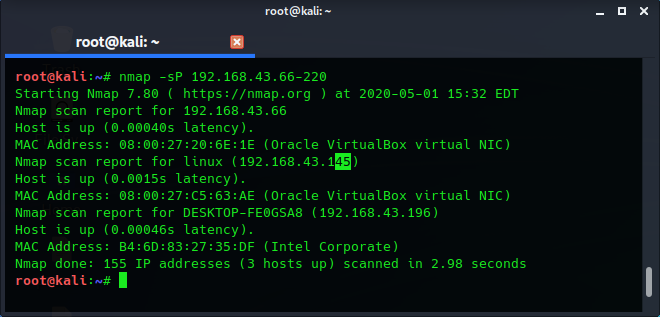 root@kali: ~
root@kali: ~
root@kali:~# nmap -sP 192.168.43.66-220
Starting Nmap 7.80 ( https://nmap.org ) at 2020-05-01 15:32 EDT
Nmap scan report for 192.168.43.66
Host is up (0.00040s latency).
MAC Address: 08:00:27:20:6E:1E (Oracle VirtualBox virtual NIC)
Nmap scan report for linux (192.168.43.145)
Host is up (0.0015s latency).
MAC Address: 08:00:27:C5:63:AE (Oracle VirtualBox virtual NIC)
Nmap scan report for DESKTOP-FE0GSA8 (192.168.43.196)
Host is up (0.00046s latency).
MAC Address: B4:6D:83:27:35:DF (Intel Corporate)
Nmap done: 155 IP addresses (3 hosts up) scanned in 2.98 seconds
root@kali:~#